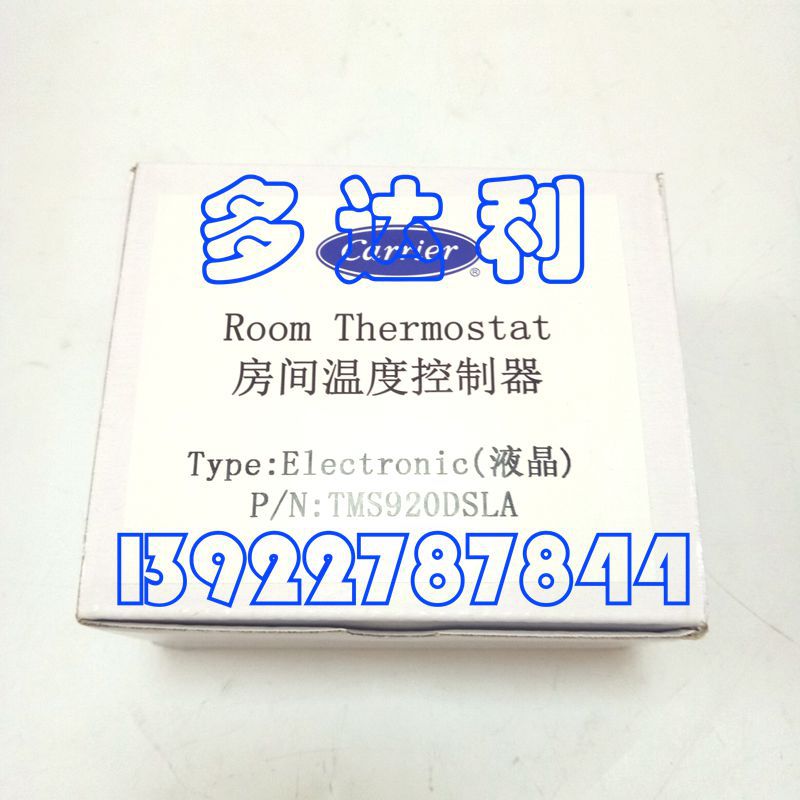 多达利
Carrier
®
Room Thermostat
房间温度控制器
Type:Electronic(液晶)
P/N:TMS920DSLA
13922787844